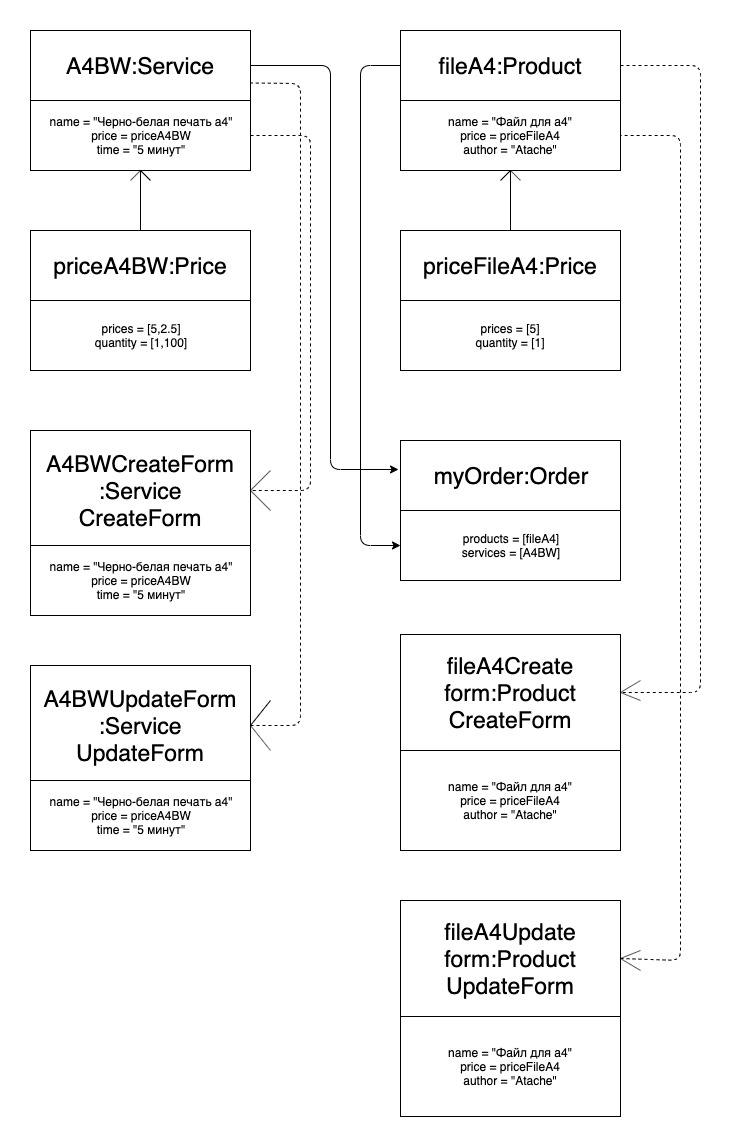 A4BW:Service
name = "Черно-белая печать а4"
price = priceA4BW
time = "5 минут"
fileA4:Product
name = "Файл для а4"
price = priceFileA4
author = "Atache"
priceA4BW:Price
prices = [5,2.5]
quantity = [1,100]
priceFileA4:Price
prices = [5]
quantity = [1]
A4BWCreateForm
:Service
CreateForm
name = "Черно-белая печать а4"
price = priceA4BW
time = "5 минут"
myOrder:Order
products = [fileA4]
services = [A4BW]
A4BWUpdateForm
:Service
UpdateForm
name = "Черно-белая печать а4"
price = priceA4BW
time = "5 минут"
fileA4Create
form:Product
CreateForm
name = "Файл для а4"
price = priceFileA4
author = "Atache"
fileA4Update
form:Product
UpdateForm
name = "Файл для а4"
price = priceFileA4
author = "Atache"